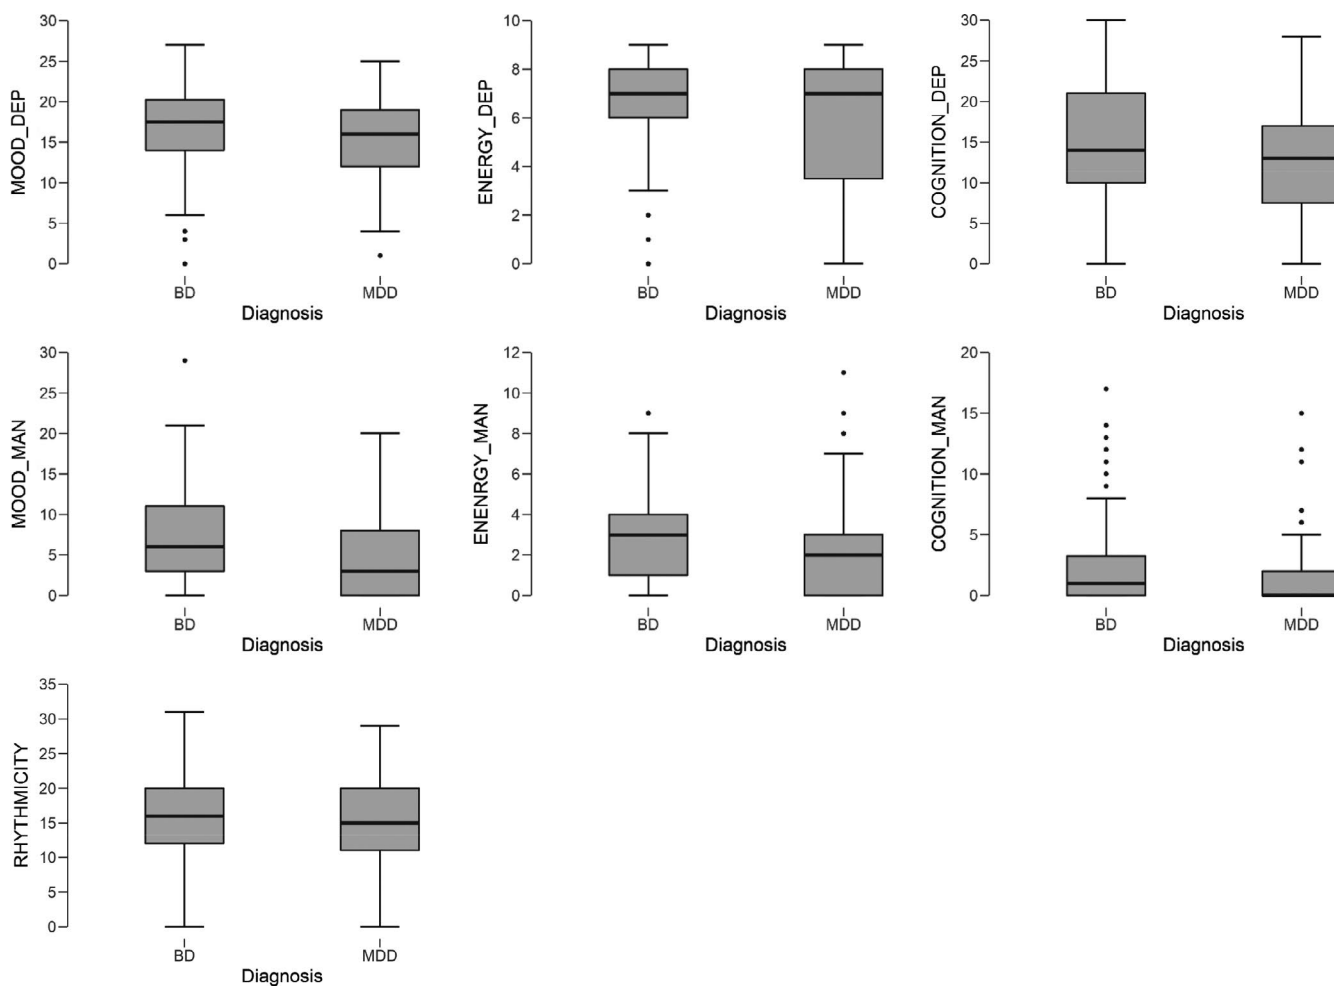 MOOD_DEP
30
25
20
15
10
5
0
BD MDD
Diagnosis
ENERGY_DEP
10
8
6
4
2
0
BD MDD
Diagnosis
COGNITION_DEP
30
25
20
15
10
5
0
BD MDD
Diagnosis
MOOD_MAN
30
25
20
15
10
5
0
BD MDD
Diagnosis
ENENRGY_MAN
12
10
8
6
4
2
0
BD MDD
Diagnosis
COGNITION_MAN
20
15
10
5
0
BD MDD
Diagnosis
RHYTHMICITY
35
30
25
20
15
10
5
0
BD MDD
Diagnosis